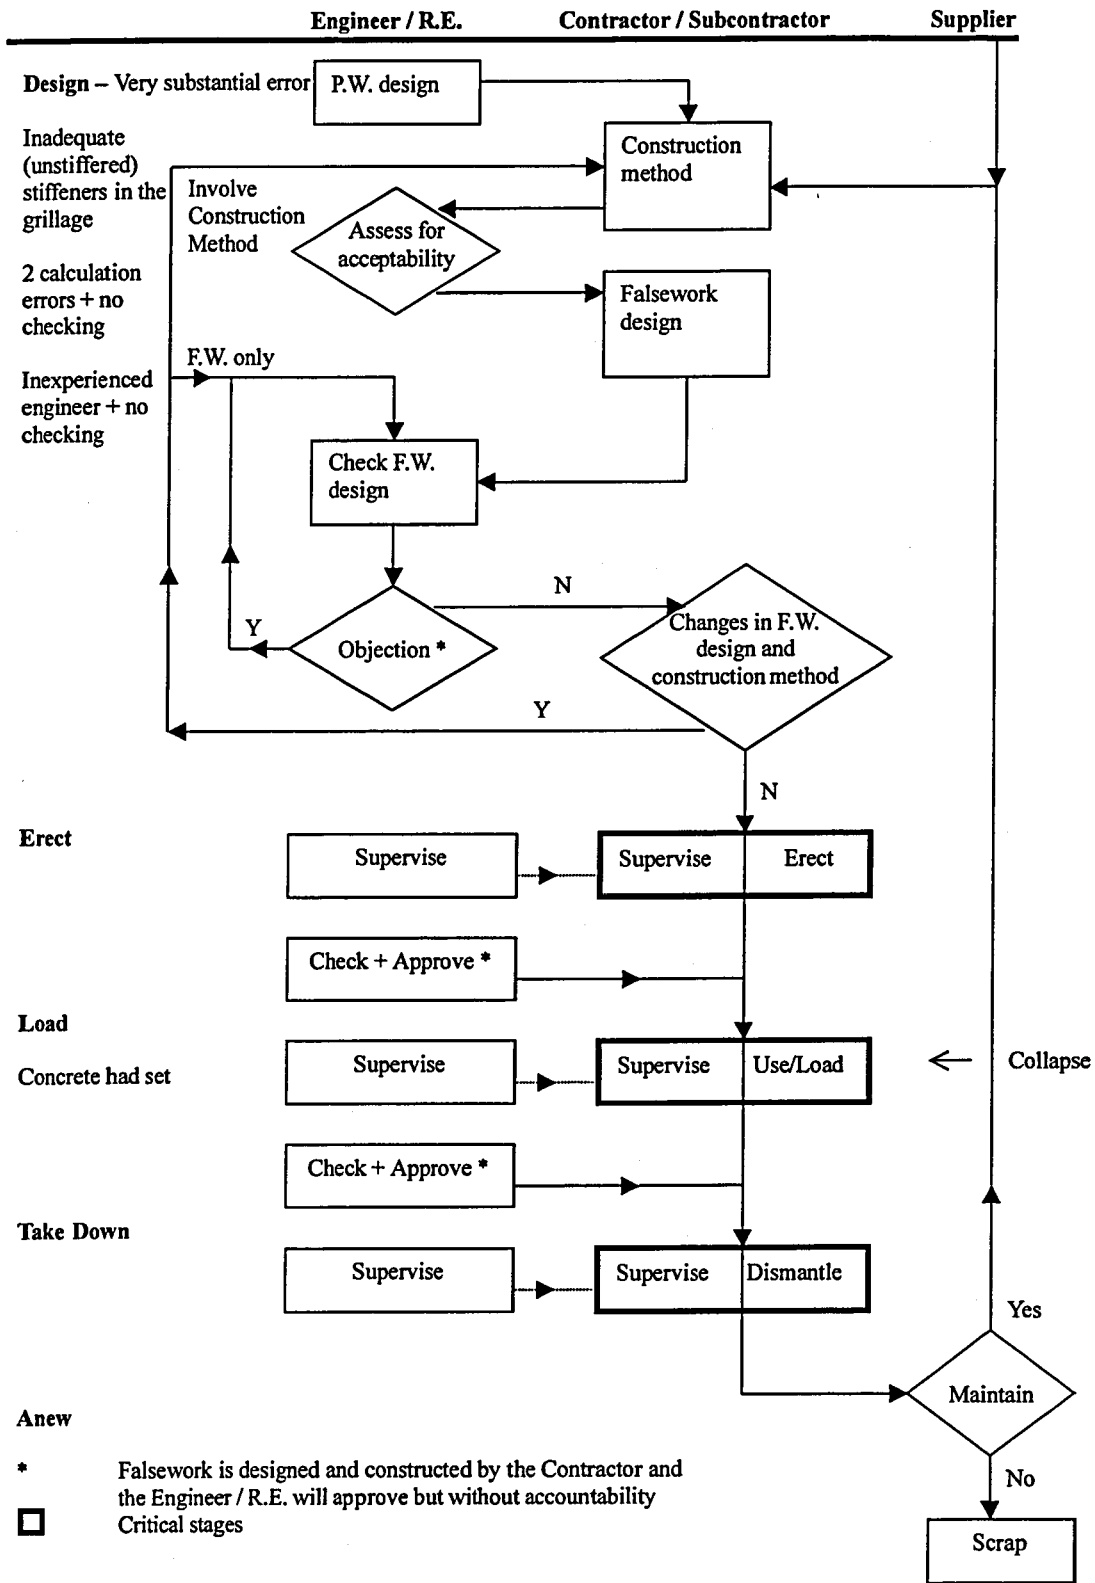 Engineer / R.E. Contractor / Subcontractor Supplier
Design – Very substantial error
P.W. design
Inadequate
(unstiffered)
stiffeners in the
grillage
Construction
method
Involve
Construction
Method
Assess for
acceptability
2 calculation
errors + no
checking
Falsework
design
F.W. only
Inexperienced
engineer + no
checking
Check F.W.
design
N
Y
Objection *
Changes in F.W.
design and
construction method
Y
N
Erect
Supervise
Supervise Erect
Check + Approve *
Load
Concrete had set
Supervise
Supervise Use/Load
Collapse
Check + Approve *
Take Down
Supervise
Supervise Dismantle
Yes
Maintain
Anew
No
Scrap
* Falsework is designed and constructed by the Contractor and
the Engineer / R.E. will approve but without accountability
Critical stages